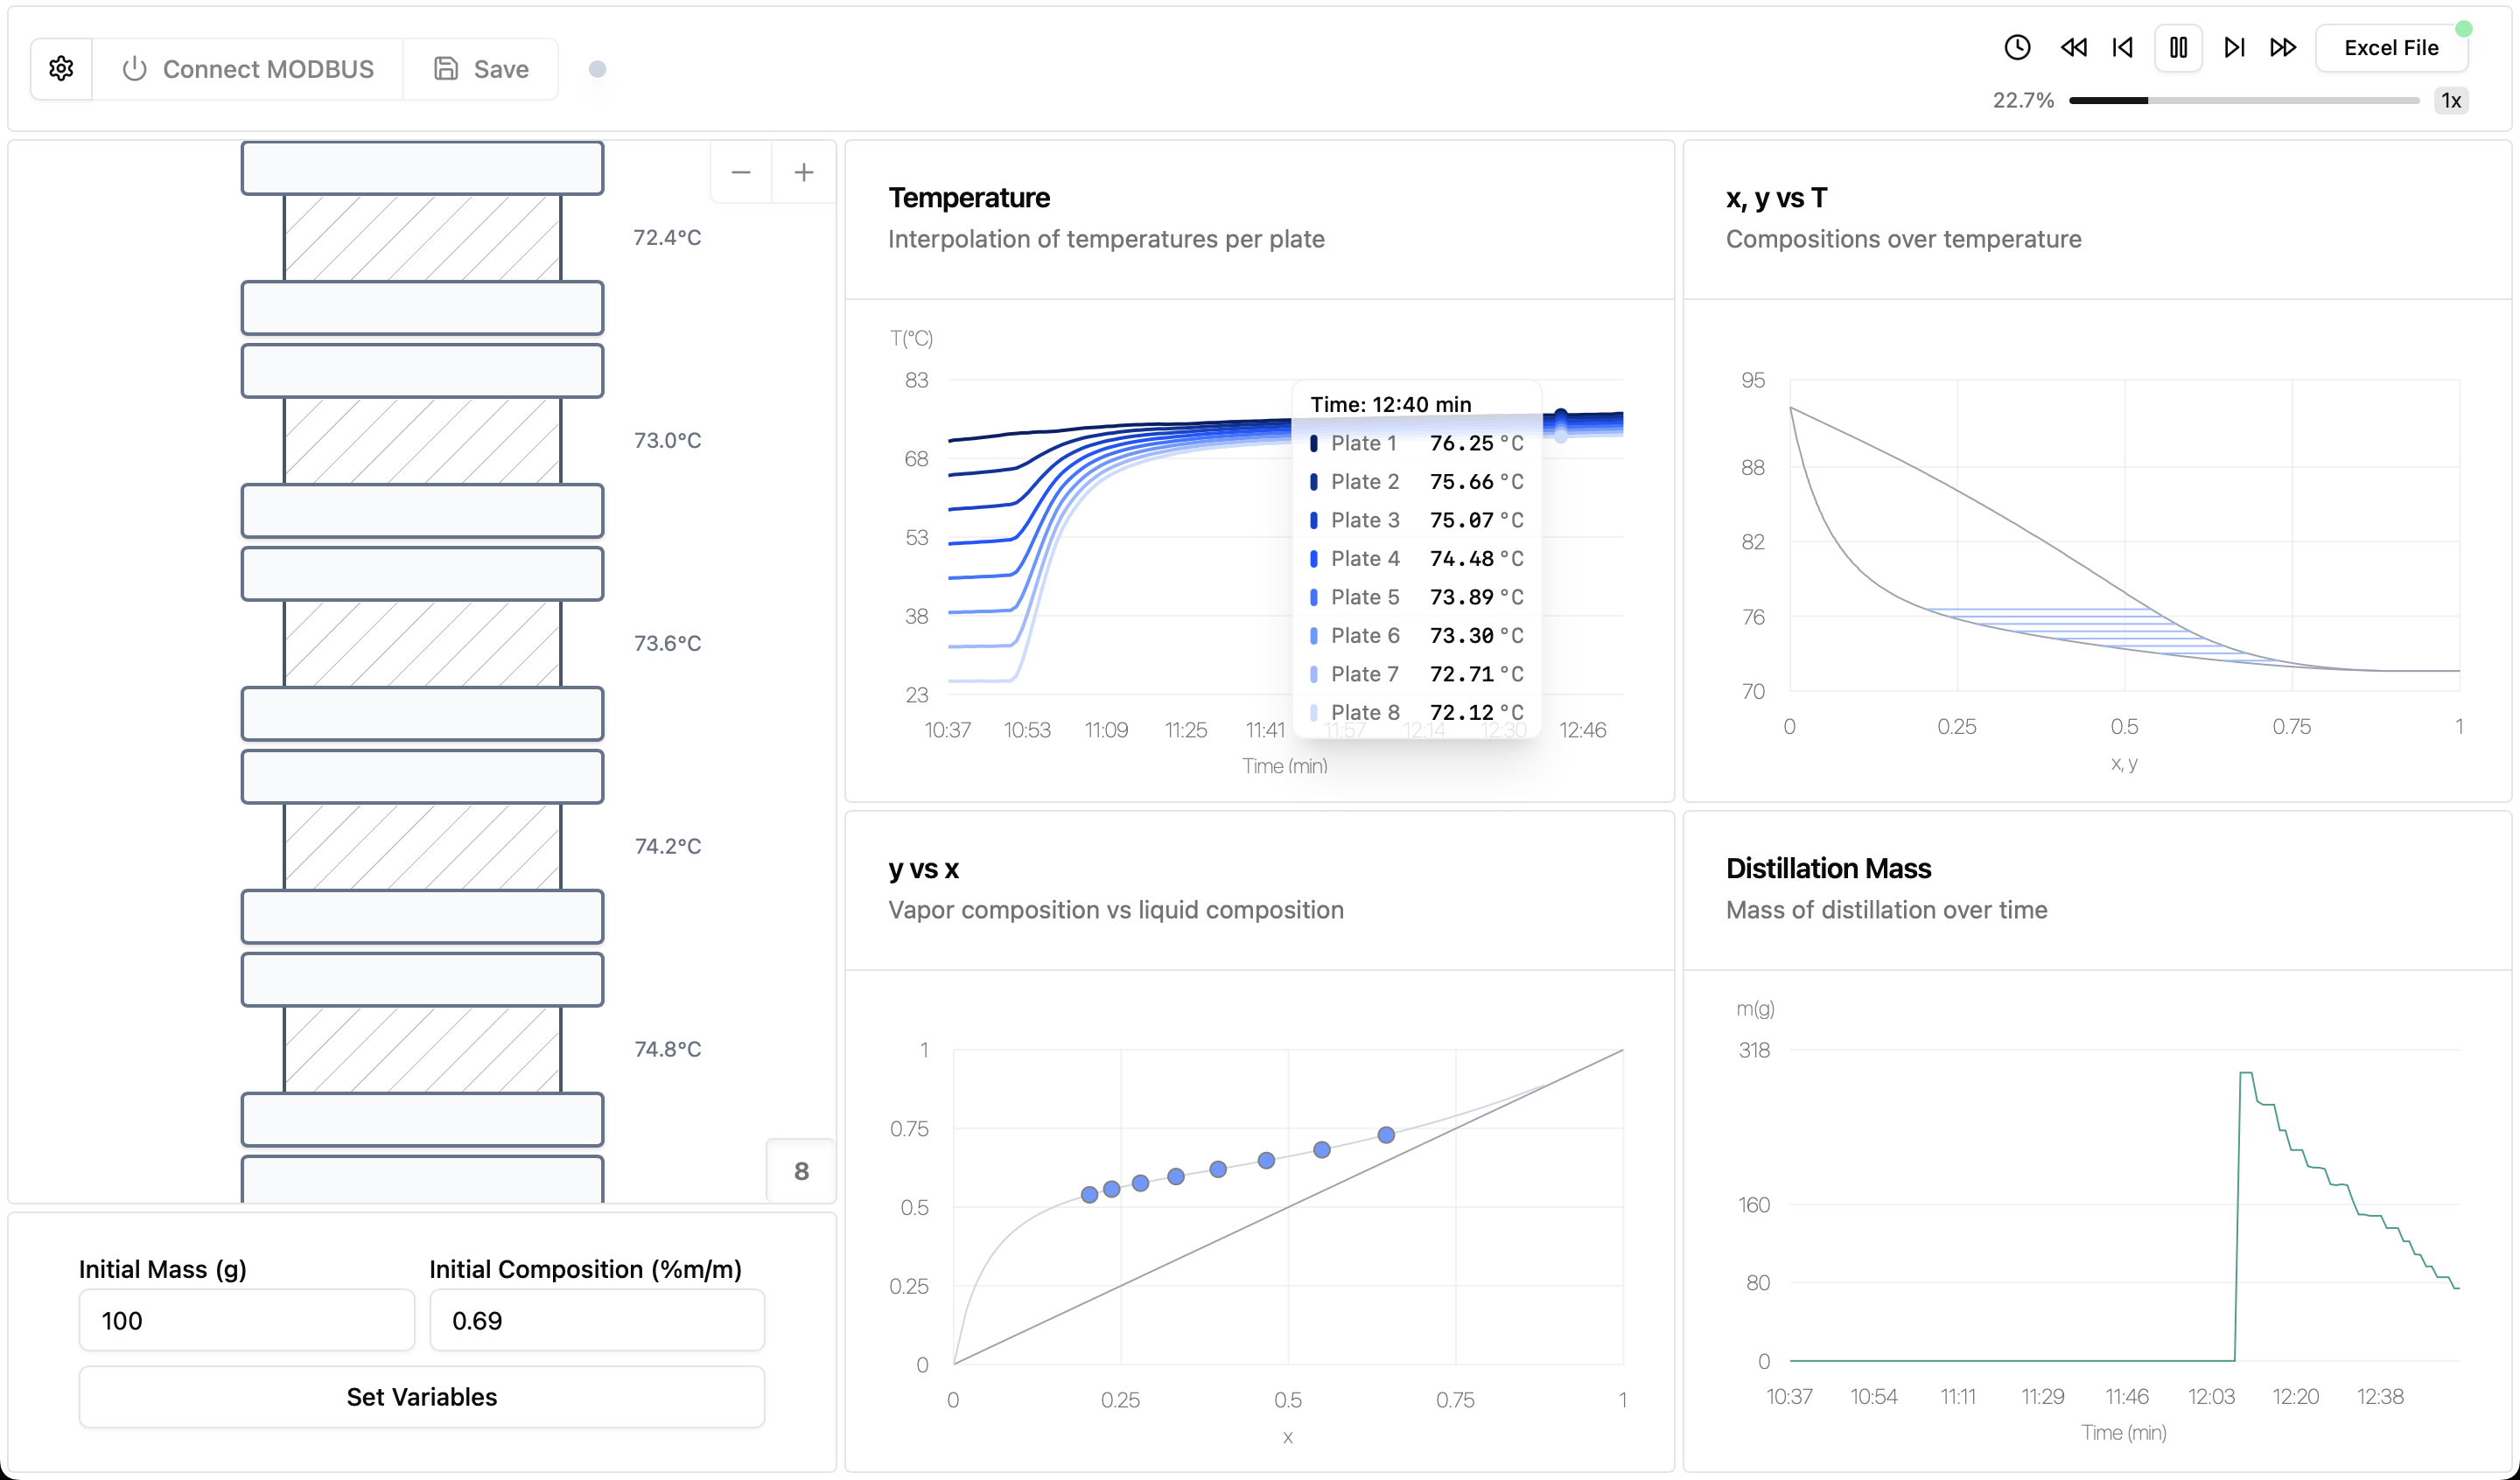 Connect MODBUS
Save
Excel File
22.7%
1x
72.4°C
73.0°C
73.6°C
74.2°C
74.8°C
8
Initial Mass (g)
Initial Composition (%m/m)
100
0.69
Set Variables
Temperature
Interpolation of temperatures per plate
T(°C)
83
68
53
38
23
10:37
10:53
11:09
11:25
11:41
11:57
12:14
12:30
12:46
Time (min)
Time: 12:40 min
Plate 1 76.25 °C
Plate 2 75.66 °C
Plate 3 75.07 °C
Plate 4 74.48 °C
Plate 5 73.89 °C
Plate 6 73.30 °C
Plate 7 72.71 °C
Plate 8 72.12 °C
x, y vs T
Compositions over temperature
95
88
82
76
70
0
0.25
0.5
0.75
1
x, y
y vs x
Vapor composition vs liquid composition
1
0.75
0.5
0.25
0
0
0.25
0.5
0.75
1
x
Distillation Mass
Mass of distillation over time
m(g)
318
160
80
0
10:37
10:54
11:11
11:29
11:46
12:03
12:20
12:38
Time (min)